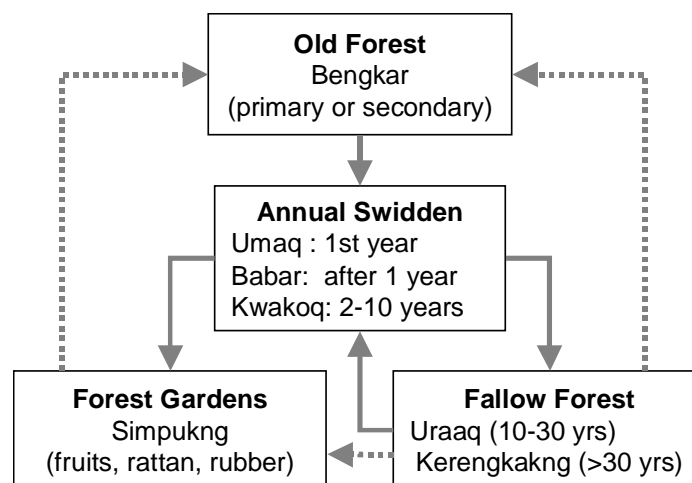 Old Forest
Bengkar
(primary or secondary)
Annual Swidden
Umaq : 1st year
Babar: after 1 year
Kwakoq: 2-10 years
Forest Gardens
Simpukng
(fruits, rattan, rubber)
Fallow Forest
Uraaq (10-30 yrs)
Kerengkakng (>30 yrs)